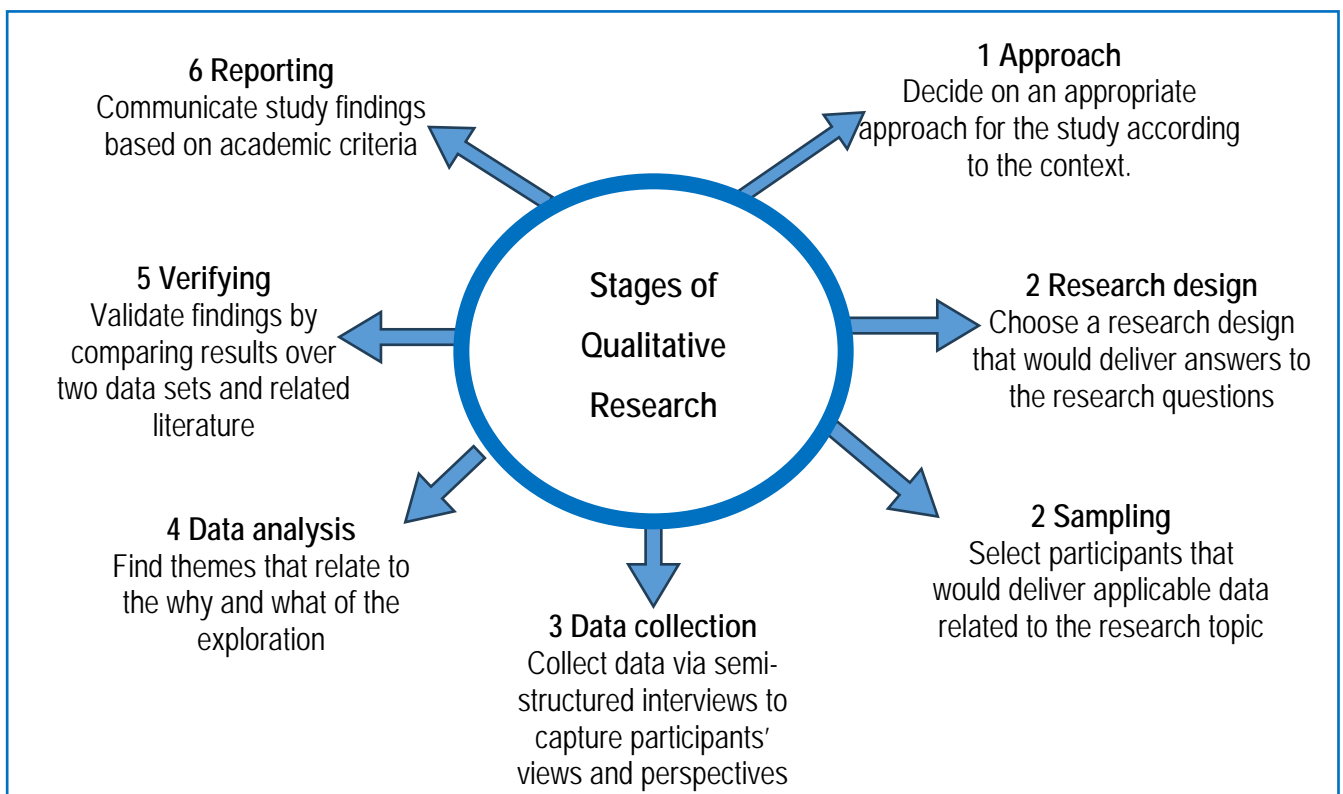 Stages of
Qualitative
Research
1 Approach
Decide on an appropriate
approach for the study according
to the context.
2 Research design
Choose a research design
that would deliver answers to
the research questions
2 Sampling
Select participants that
would deliver applicable data
related to the research topic
3 Data collection
Collect data via semi-
structured interviews to
capture participants’
views and perspectives
4 Data analysis
Find themes that relate to
the why and what of the
exploration
5 Verifying
Validate findings by
comparing results over
two data sets and related
literature
6 Reporting
Communicate study findings
based on academic criteria